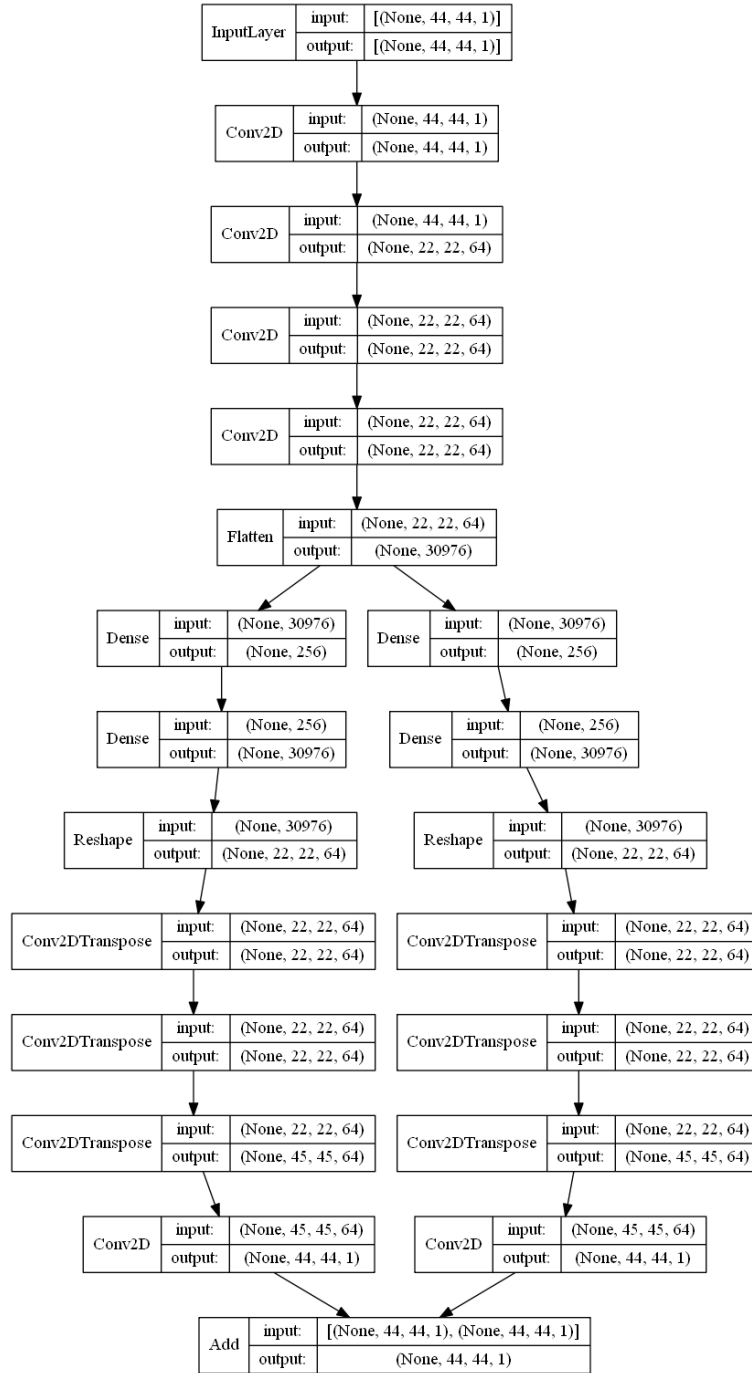 InputLayer input: [(None, 44, 44, 1)]
output: [(None, 44, 44, 1)]
Conv2D input: (None, 44, 44, 1)
output: (None, 44, 44, 1)
Conv2D input: (None, 44, 44, 1)
output: (None, 22, 22, 64)
Conv2D input: (None, 22, 22, 64)
output: (None, 22, 22, 64)
Conv2D input: (None, 22, 22, 64)
output: (None, 22, 22, 64)
Flatten input: (None, 22, 22, 64)
output: (None, 30976)
Dense input: (None, 30976)
output: (None, 256)
Dense input: (None, 30976)
output: (None, 256)
Dense input: (None, 256)
output: (None, 30976)
Dense input: (None, 256)
output: (None, 30976)
Reshape input: (None, 30976)
output: (None, 22, 22, 64)
Reshape input: (None, 30976)
output: (None, 22, 22, 64)
Conv2DTranspose input: (None, 22, 22, 64)
output: (None, 22, 22, 64)
Conv2DTranspose input: (None, 22, 22, 64)
output: (None, 22, 22, 64)
Conv2DTranspose input: (None, 22, 22, 64)
output: (None, 22, 22, 64)
Conv2DTranspose input: (None, 22, 22, 64)
output: (None, 22, 22, 64)
Conv2DTranspose input: (None, 22, 22, 64)
output: (None, 45, 45, 64)
Conv2DTranspose input: (None, 22, 22, 64)
output: (None, 45, 45, 64)
Conv2D input: (None, 45, 45, 64)
output: (None, 44, 44, 1)
Conv2D input: (None, 45, 45, 64)
output: (None, 44, 44, 1)
Add input: [(None, 44, 44, 1), (None, 44, 44, 1)]
output: (None, 44, 44, 1)